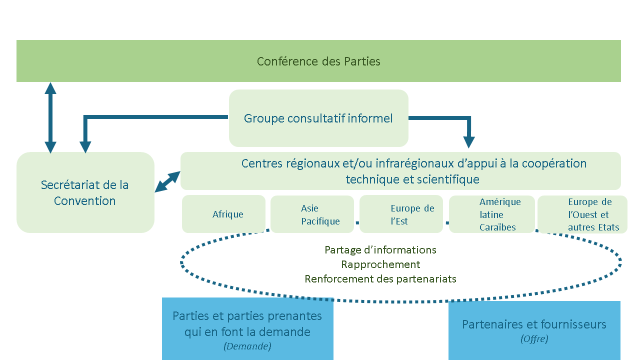 Conférence des Parties
Groupe consultatif informel
Secrétariat de la
Convention
Centres régionaux et/ou infrarégionaux d’appui à la coopération
technique et scientifique
Afrique
Asie
Pacifique
Europe de
l’Est
Amérique
latine
Caraïbes
Europe de
l’Ouest et
autres Etats
Partage d’informations
Rapprochement
Renforcement des partenariats
Parties et parties prenantes
qui en font la demande
(Demande)
Partenaires et fournisseurs
(Offre)